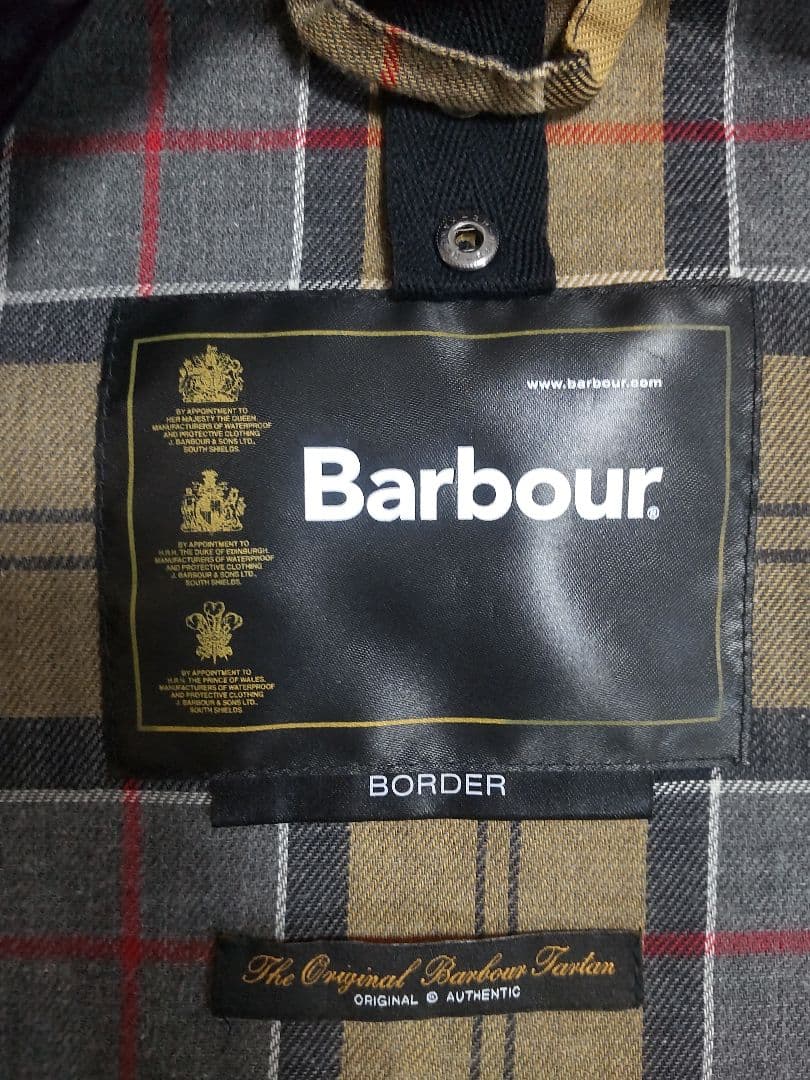 www.barbour.com
Barbour®
BY APPOINTMENT TO
HER MAJESTY THE QUEEN
MANUFACTURERS OF WATERPROOF
AND PROTECTIVE CLOTHING
J. BARBOUR & SONS LTD.,
SOUTH SHIELDS.
BY APPOINTMENT TO
H.R.H. THE DUKE OF EDINBURGH,
MANUFACTURERS OF WATERPROOF
AND PROTECTIVE CLOTHING
J. BARBOUR & SONS LTD.,
SOUTH SHIELDS.
BY APPOINTMENT TO
H.R.H. THE PRINCE OF WALES,
MANUFACTURERS OF WATERPROOF
AND PROTECTIVE CLOTHING
J. BARBOUR & SONS LTD.,
SOUTH SHIELDS
BORDER
The Original Barbour Tartan
ORIGINAL AUTHENTIC